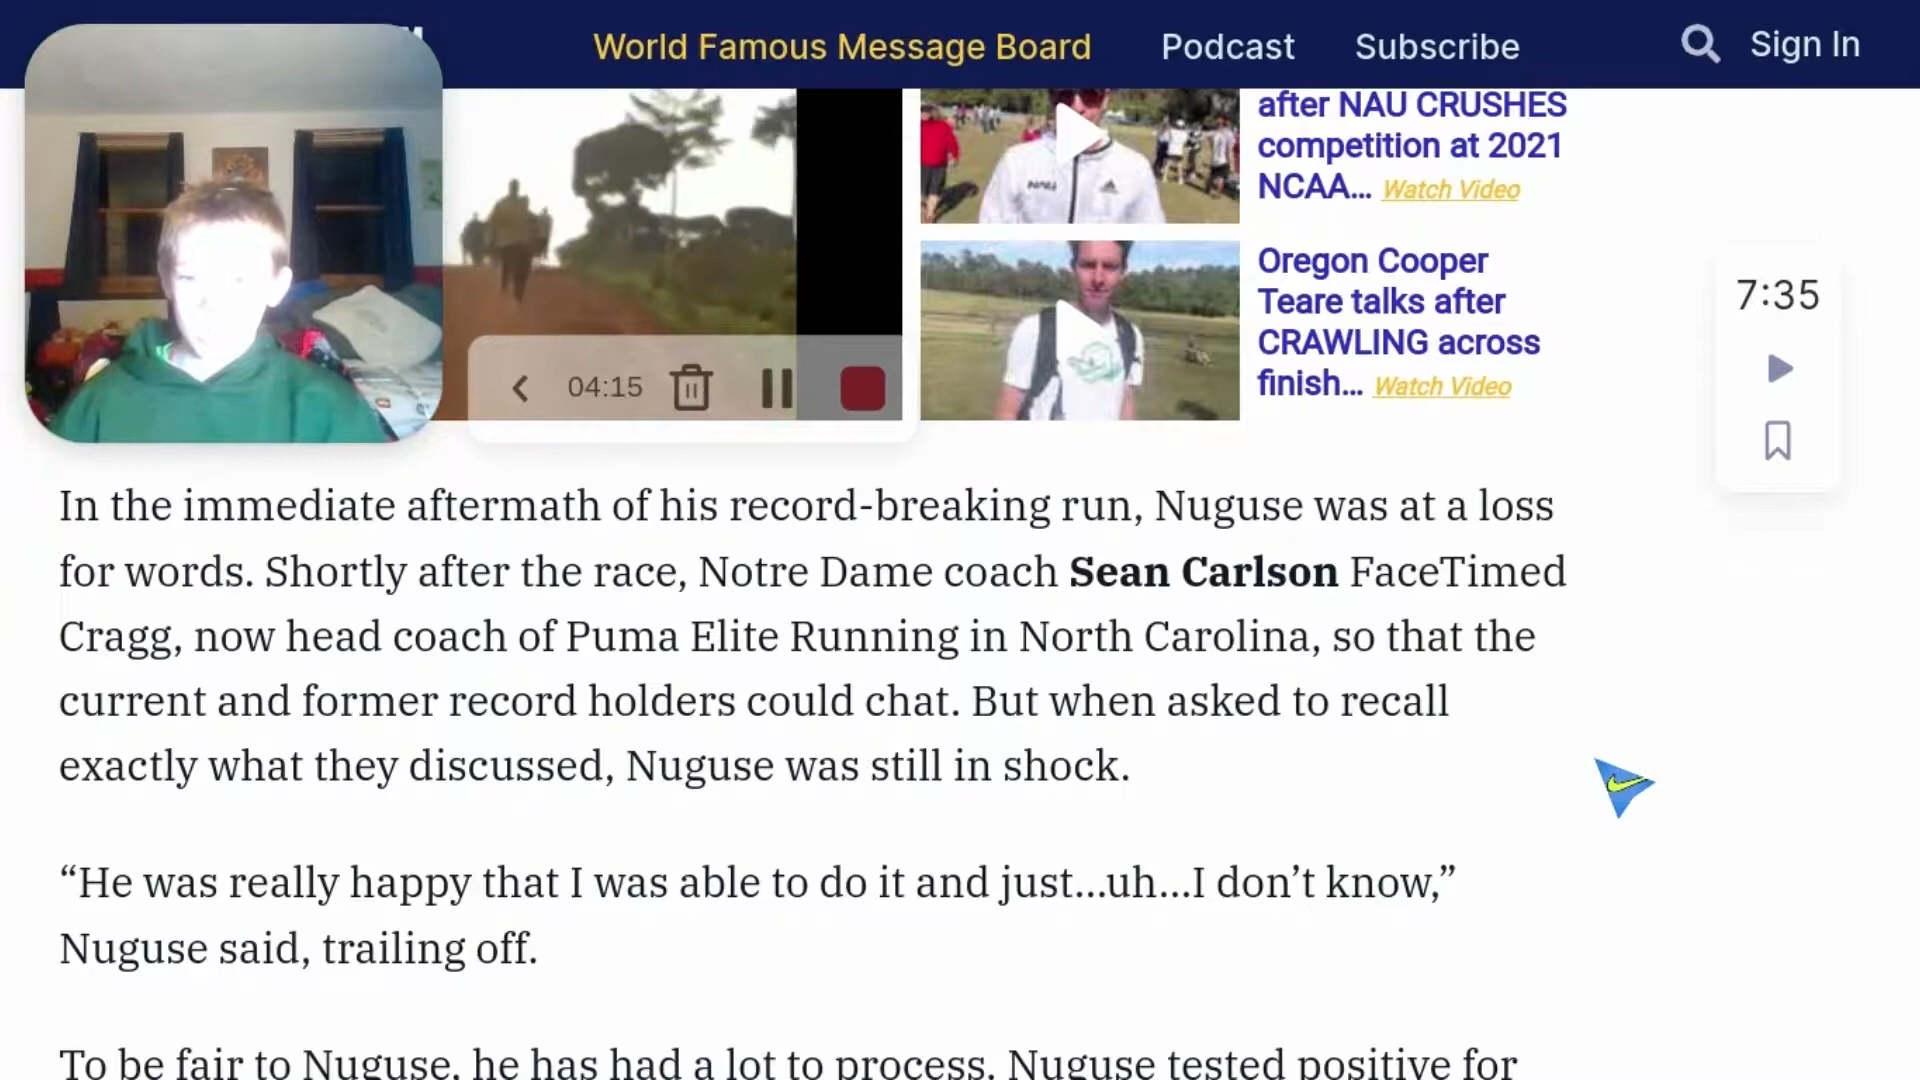 World Famous Message Board
Podcast
Subscribe
Sign In
after NAU CRUSHES
competition at 2021
NCAA... Watch Video
Oregon Cooper
Teare talks after
CRAWLING across
finish... Watch Video
7:35
04:15
In the immediate aftermath of his record-breaking run, Nuguse was at a loss
for words. Shortly after the race, Notre Dame coach Sean Carlson FaceTimed
Cragg, now head coach of Puma Elite Running in North Carolina, so that the
current and former record holders could chat. But when asked to recall
exactly what they discussed, Nuguse was still in shock.
“He was really happy that I was able to do it and just...uh...I don’t know,”
Nuguse said, trailing off.
To be fair to Nuguse, he has had a lot to process. Nuguse tested positive for